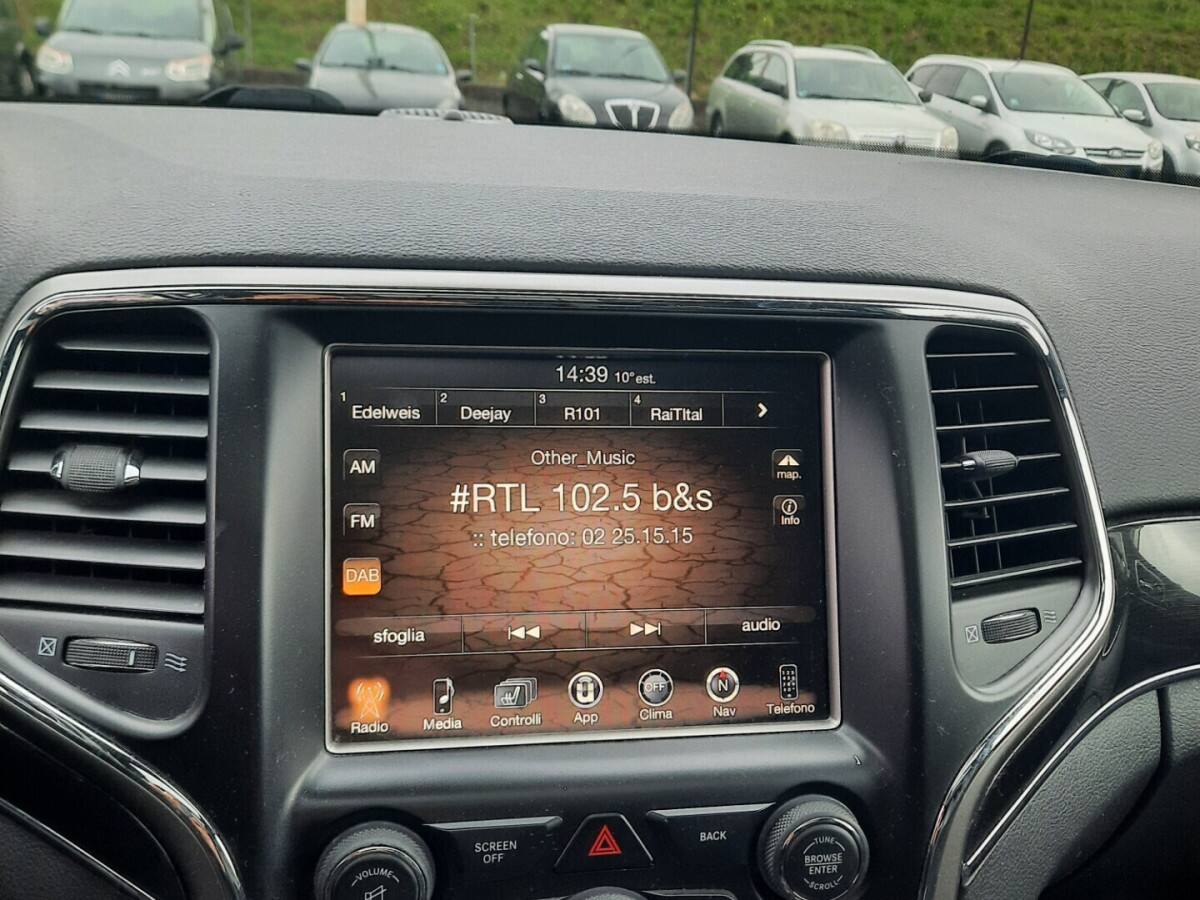 14:39 10°est.
1 Edelweis 2 Deejay 3 R101 4 RaiTItal
AM
Other_Music
map.
#RTL 102.5 b&s
FM
Info
:: telefono: 02 25.15.15
DAB
sfoglia
audio
Radio Media Controlli App OFF Clima N Nav Telefono
SCREEN OFF
BACK
VOLUME
TUNE
BROWSE
ENTER
SCROLL